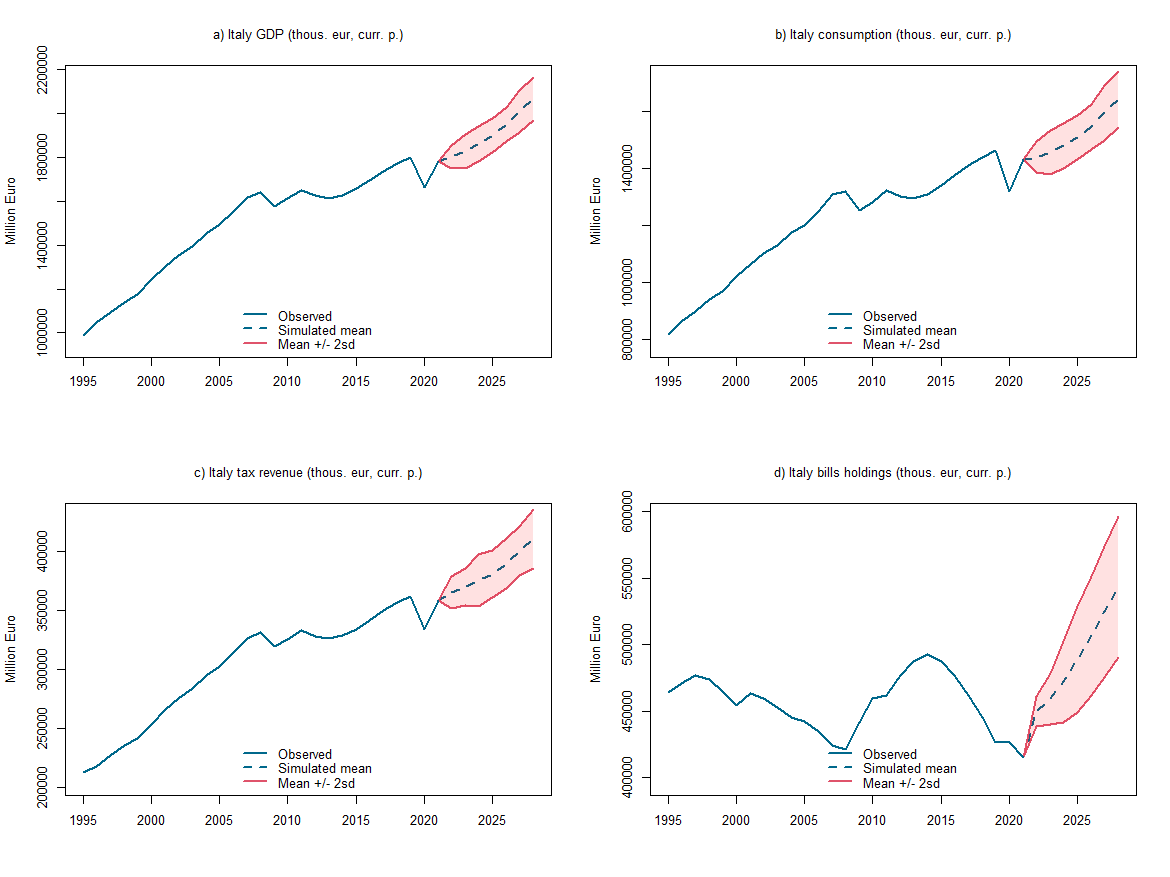 a) Italy GDP (thous. eur, curr. p.)
Million Euro
2200000
1800000
1400000
1000000
Observed
Simulated mean
Mean +/- 2sd
1995 2000 2005 2010 2015 2020 2025
b) Italy consumption (thous. eur, curr. p.)
Million Euro
1400000
1000000
800000
Observed
Simulated mean
Mean +/- 2sd
1995 2000 2005 2010 2015 2020 2025
c) Italy tax revenue (thous. eur, curr. p.)
Million Euro
400000
350000
300000
250000
200000
Observed
Simulated mean
Mean +/- 2sd
1995 2000 2005 2010 2015 2020 2025
d) Italy bills holdings (thous. eur, curr. p.)
Million Euro
600000
550000
500000
450000
400000
Observed
Simulated mean
Mean +/- 2sd
1995 2000 2005 2010 2015 2020 2025